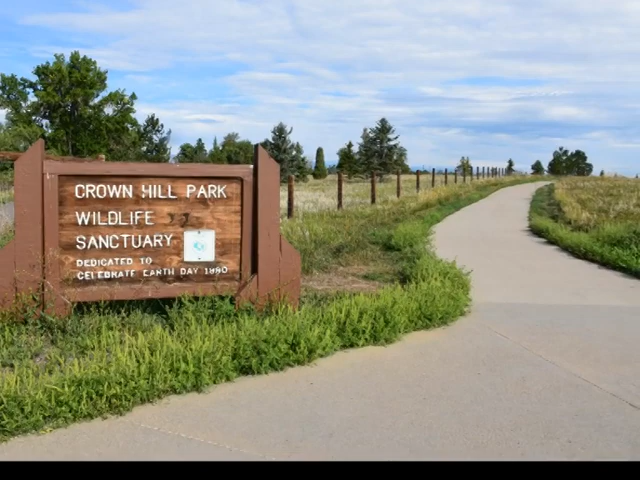 CROWN HILL PARK
WILDLIFE
SANCTUARY
DEDICATED TO
CELEBRATE EARTH DAY 1990